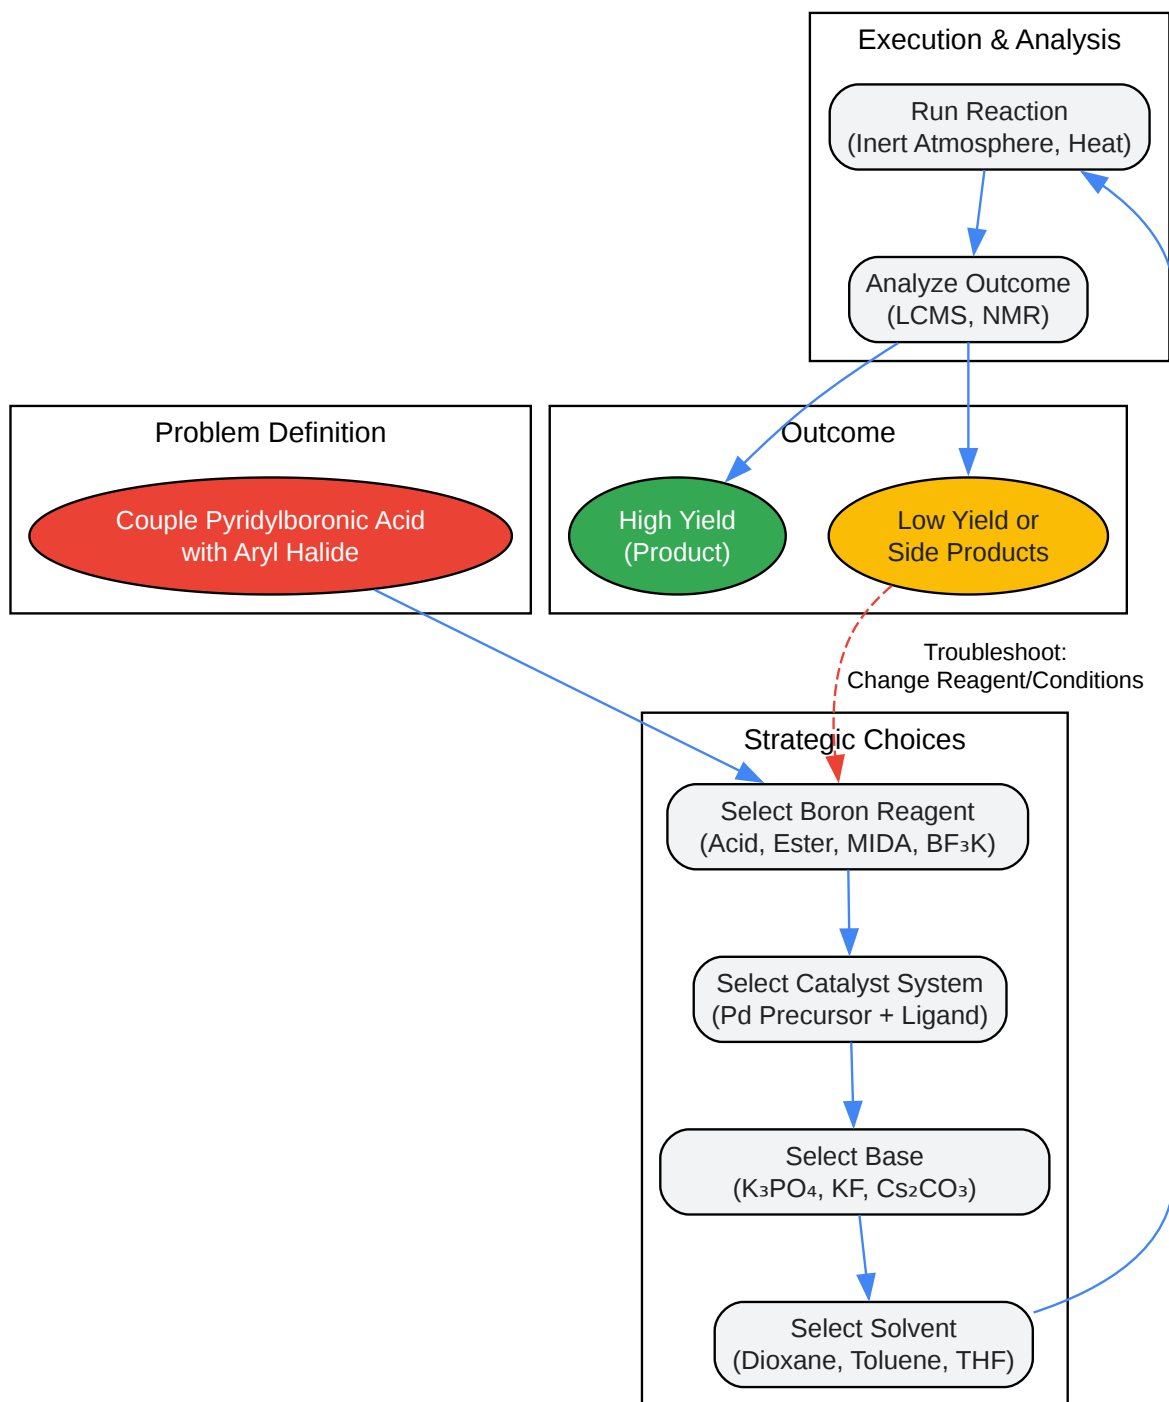 Execution & Analysis
Run Reaction
(Inert Atmosphere, Heat)
Analyze Outcome
(LCMS, NMR)
Problem Definition
Couple Pyridylboronic Acid
with Aryl Halide
Outcome
High Yield
(Product)
Low Yield or
Side Products
Troubleshoot:
Change Reagent/Conditions
Strategic Choices
Select Boron Reagent
(Acid, Ester, MIDA, BF₃K)
Select Catalyst System
(Pd Precursor + Ligand)
Select Base
(K₃PO₄, KF, Cs₂CO₃)
Select Solvent
(Dioxane, Toluene, THF)